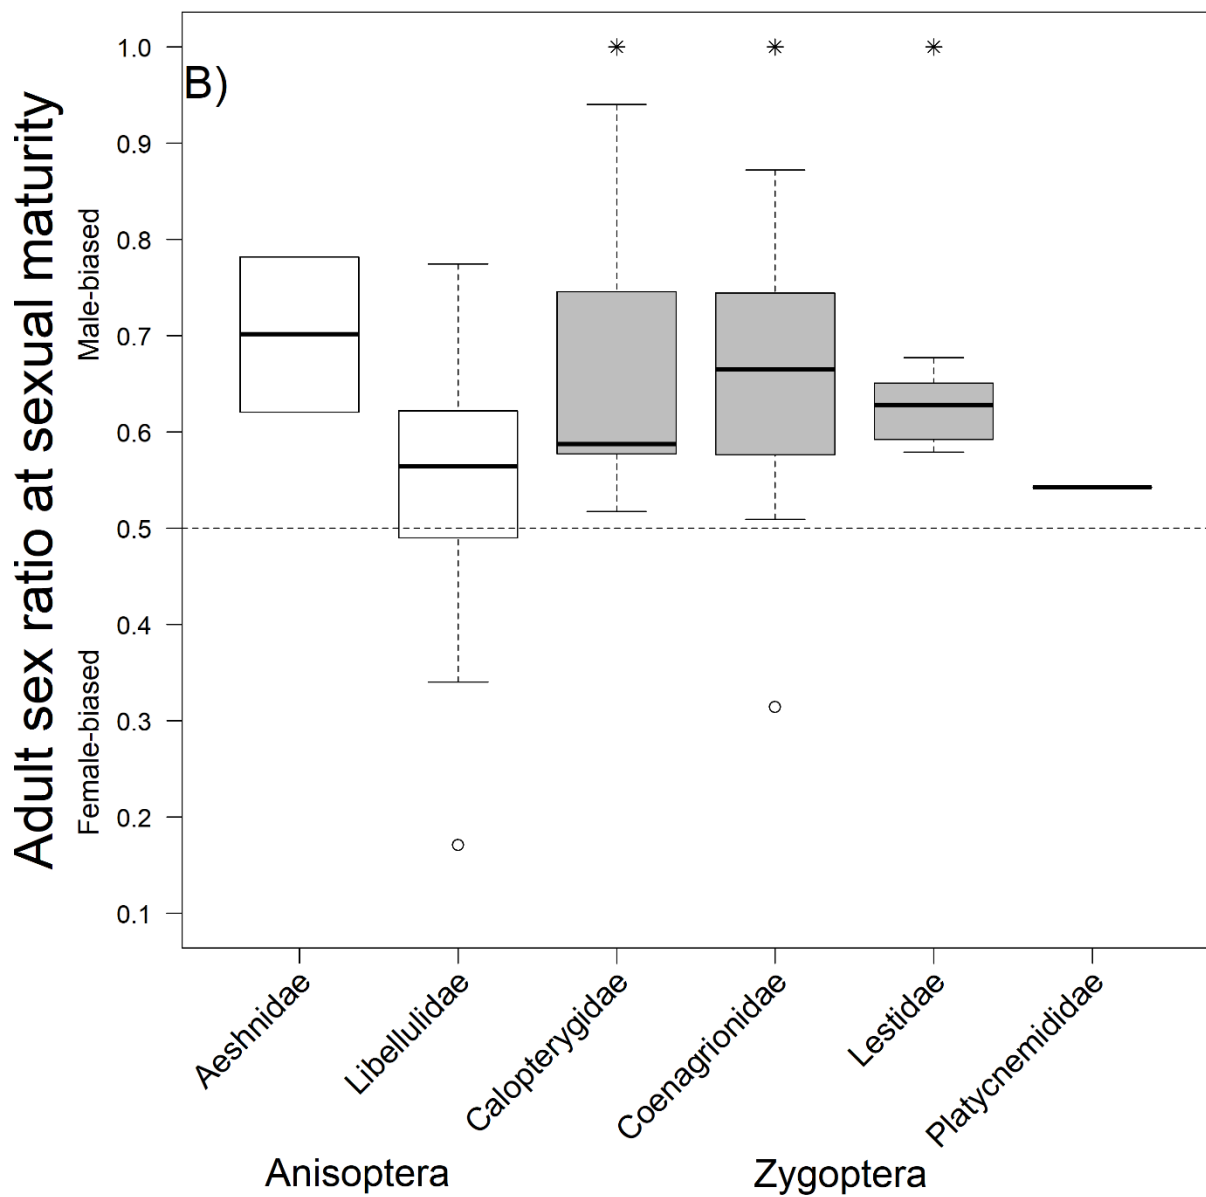 B)
Adult sex ratio at sexual maturity
Male-biased
Female-biased
1.0
0.9
0.8
0.7
0.6
0.5
0.4
0.3
0.2
0.1
Aeshnidae
Libellulidae
Calopterygidae
Coenagrionidae
Lestidae
Platycnemididae
Anisoptera
Zygoptera